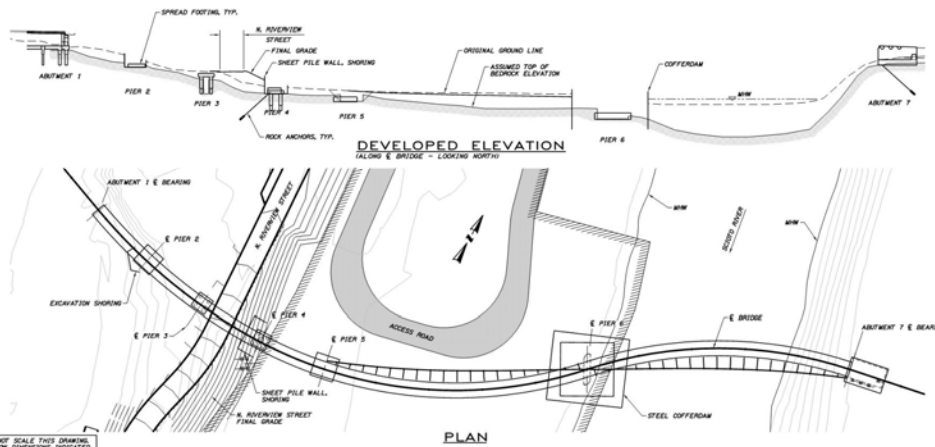 SPREAD FOOTING, TYP.
N. RIVERVIEW
STREET
FINAL GRADE
SHEET PILE WALL, SHORING
ORIGINAL GROUND LINE
ASSUMED TOP OF
BEDROCK ELEVATION
COFFERDAM
MHW
ABUTMENT 1
PIER 2
PIER 3
PIER 4
PIER 5
PIER 6
ABUTMENT 7
ROCK ANCHORS, TYP.
DEVELOPED ELEVATION
(ALONG ℄ BRIDGE - LOOKING NORTH)
ABUTMENT 1 ℄ BEARING
℄ PIER 2
N. RIVERVIEW STREET
MHW
SCIOTO RIVER
MHW
EXCAVATION SHORING
℄ PIER 3
℄ PIER 4
℄ PIER 5
ACCESS ROAD
℄ PIER 6
℄ BRIDGE
ABUTMENT 7 ℄ BEARI
SHEET PILE WALL,
SHORING
N. RIVERVIEW STREET
FINAL GRADE
STEEL COFFERDAM
PLAN
NOT SCALE THIS DRAWING.
DIMENSIONS INDICATED